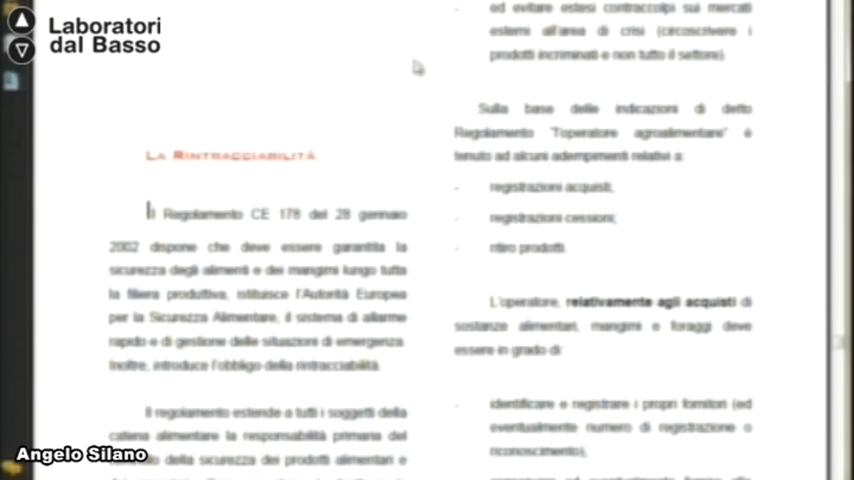 Laboratori
dal Basso
LA RINTRACCIABILITÀ
Il Regolamento CE 178 del 28 gennaio
2002 dispone che deve essere garantita la
sicurezza degli alimenti e dei mangimi lungo tutta
la filiera produttiva, istituisce l'Autorità Europea
per la Sicurezza Alimentare, il sistema di allarme
rapido e di gestione delle situazioni di emergenza.
Inoltre, introduce l'obbligo della rintracciabilità.
Il regolamento estende a tutti i soggetti della
catena alimentare la responsabilità primaria del
della sicurezza dei prodotti alimentari e
- ed evitare estesi contraccolpi sui mercati
esterni all'area di crisi (circoscrivere i
prodotti incriminati e non tutto il settore).
Sulla base delle indicazioni di detto
Regolamento "l'operatore agroalimentare" è
tenuto ad alcuni adempimenti relativi a:
- registrazioni acquisti;
- registrazioni cessioni;
- ritiro prodotti.
L'operatore, relativamente agli acquisti di
sostanze alimentari, mangimi e foraggi deve
essere in grado di:
- identificare e registrare i propri fornitori (ed
eventualmente numero di registrazione o
riconoscimento),
Angelo Silano